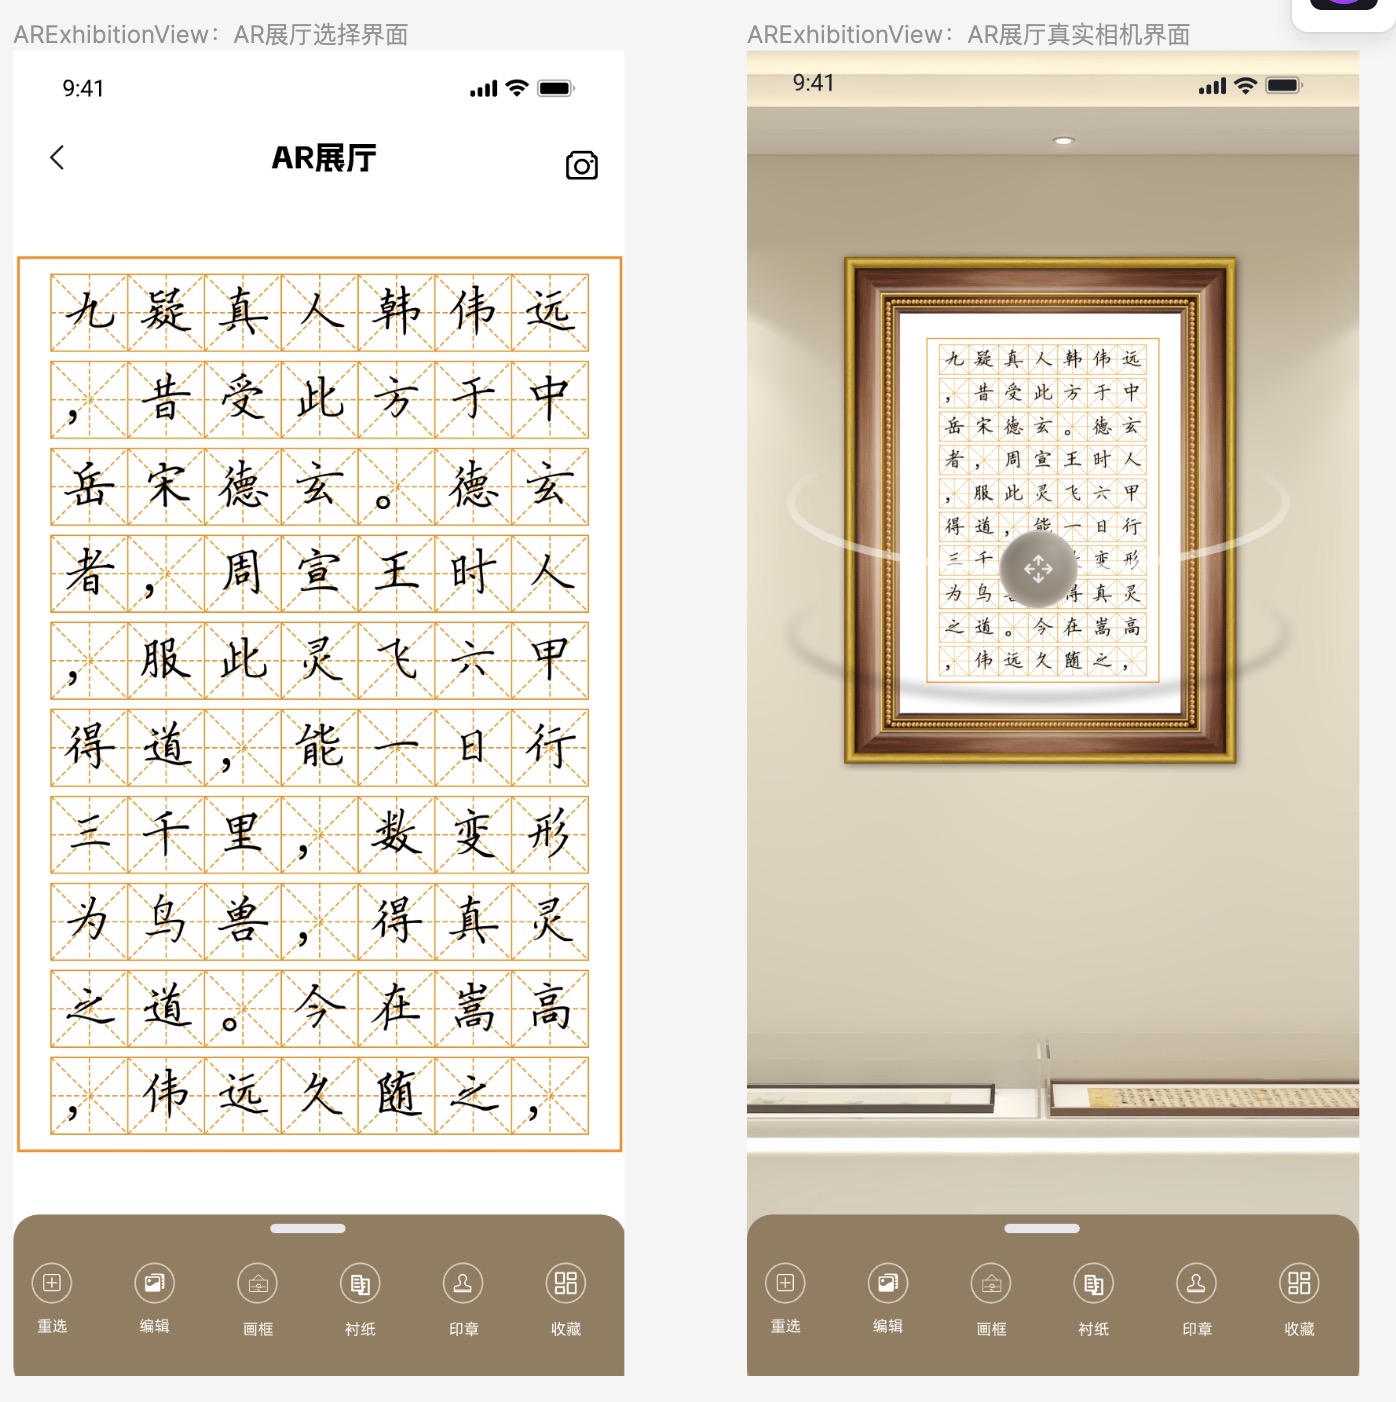 ARExhibitionView：AR展厅选择界面
9:41
AR展厅
九疑真人韩伟远
，昔受此方于中
岳宋德玄。德玄
者，周宣王时人
，服此灵飞六甲
得道，能一日行
三千里，数变形
为鸟兽，得真灵
之道。今在嵩高
，伟远久随之，
重选 编辑 画框 衬纸 印章 收藏
ARExhibitionView：AR展厅真实相机界面
9:41
九疑真人韩伟远
，昔受此方于中
岳宋德玄。德玄
者，周宣王时人
，服此灵飞六甲
得道，能一日行
三千变形
为鸟得真灵
之道。今在嵩高
，伟远久随之，
重选 编辑 画框 衬纸 印章 收藏